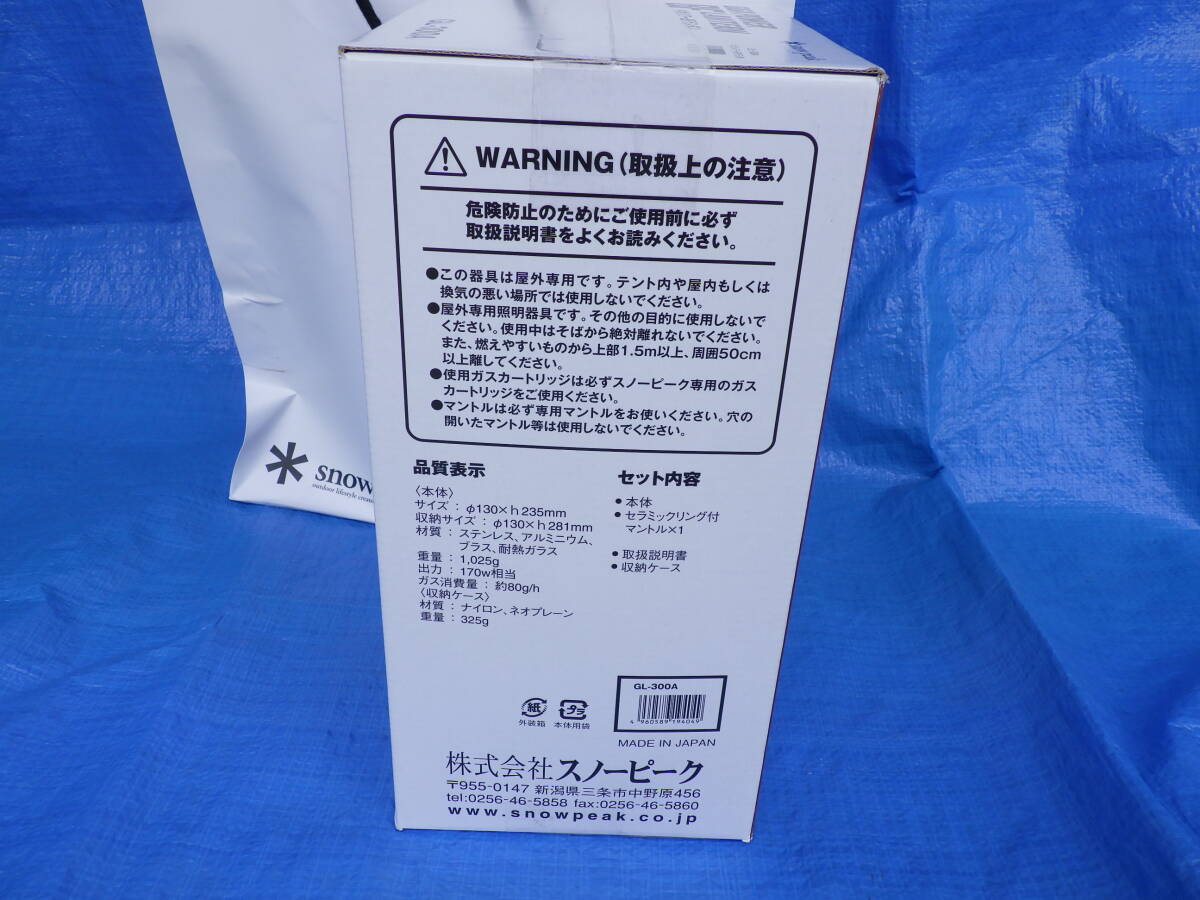 WARNING(取扱上の注意)
危険防止のためにご使用前に必ず
取扱説明書をよくお読みください。
●この器具は屋外専用です。テント内や屋内もしくは
換気の悪い場所では使用しないでください。
●屋外専用照明器具です。その他の目的に使用しないで
ください。使用中はそばから絶対離れないでください。
また、燃えやすいものから上部1.5m以上、周囲50cm
以上離してください。
●使用ガスカートリッジは必ずスノーピーク専用のガス
カートリッジをご使用ください。
●マントルは必ず専用マントルをお使いください。穴の
開いたマントル等は使用しないでください。
品質表示
〈本体〉
サイズ：φ130×h235mm
収納サイズ：φ130×h281mm
材質：ステンレス、アルミニウム、
ブラス、耐熱ガラス
重量：1,025g
出力：170w相当
ガス消費量：約80g/h
〈収納ケース〉
材質：ナイロン、ネオプレーン
重量：325g
セット内容
●本体
●セラミックリング付
マントル×1
●取扱説明書
●収納ケース
紙
外装箱
プラ
本体用袋
GL-300A
4 960589 194049
MADE IN JAPAN
株式会社スノーピーク
〒955-0147 新潟県三条市中野原456
tel:0256-46-5858 fax:0256-46-5860
www.snowpeak.co.jp
snow
outdoor lifestyle